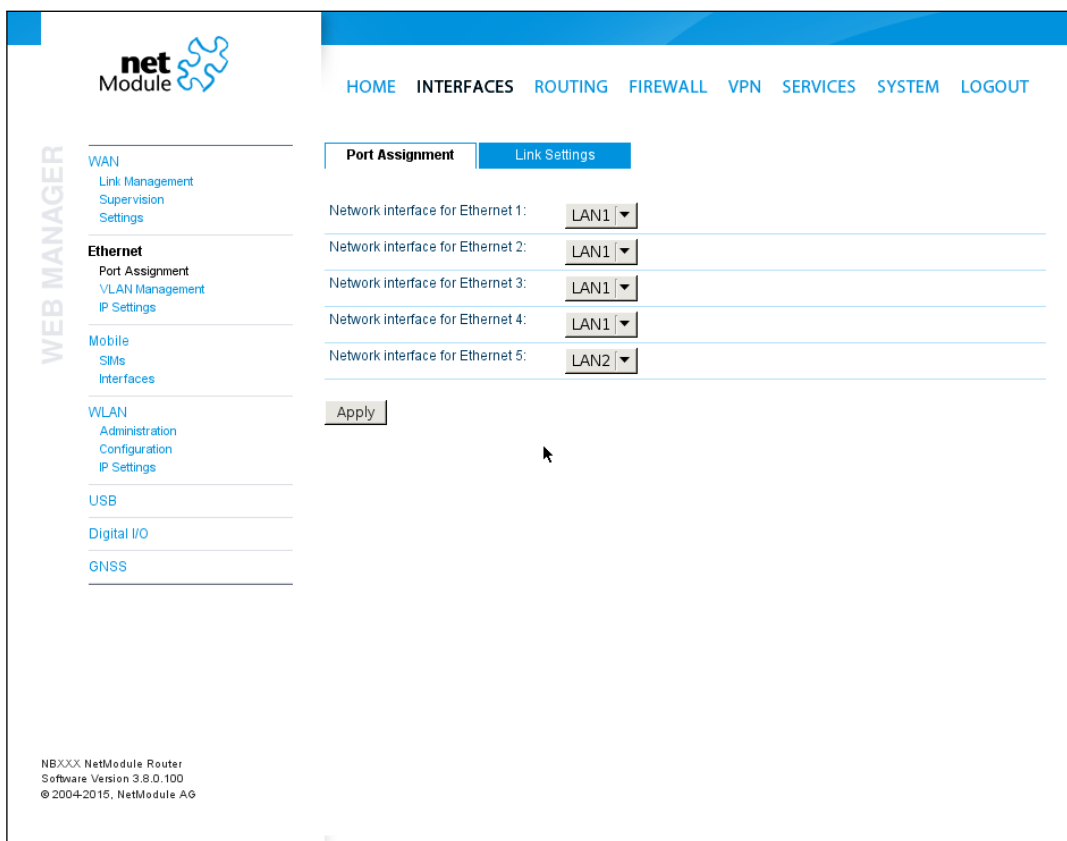 net
Module
HOME INTERFACES ROUTING FIREWALL VPN SERVICES SYSTEM LOGOUT
WEB MANAGER
WAN
Link Management
Supervision
Settings
Ethernet
Port Assignment
VLAN Management
IP Settings
Mobile
SIMs
Interfaces
WLAN
Administration
Configuration
IP Settings
USB
Digital I/O
GNSS
Port Assignment Link Settings
Network interface for Ethernet 1: LAN1
Network interface for Ethernet 2: LAN1
Network interface for Ethernet 3: LAN1
Network interface for Ethernet 4: LAN1
Network interface for Ethernet 5: LAN2
Apply
NBXXX NetModule Router
Software Version 3.8.0.100
© 2004-2015, NetModule AG